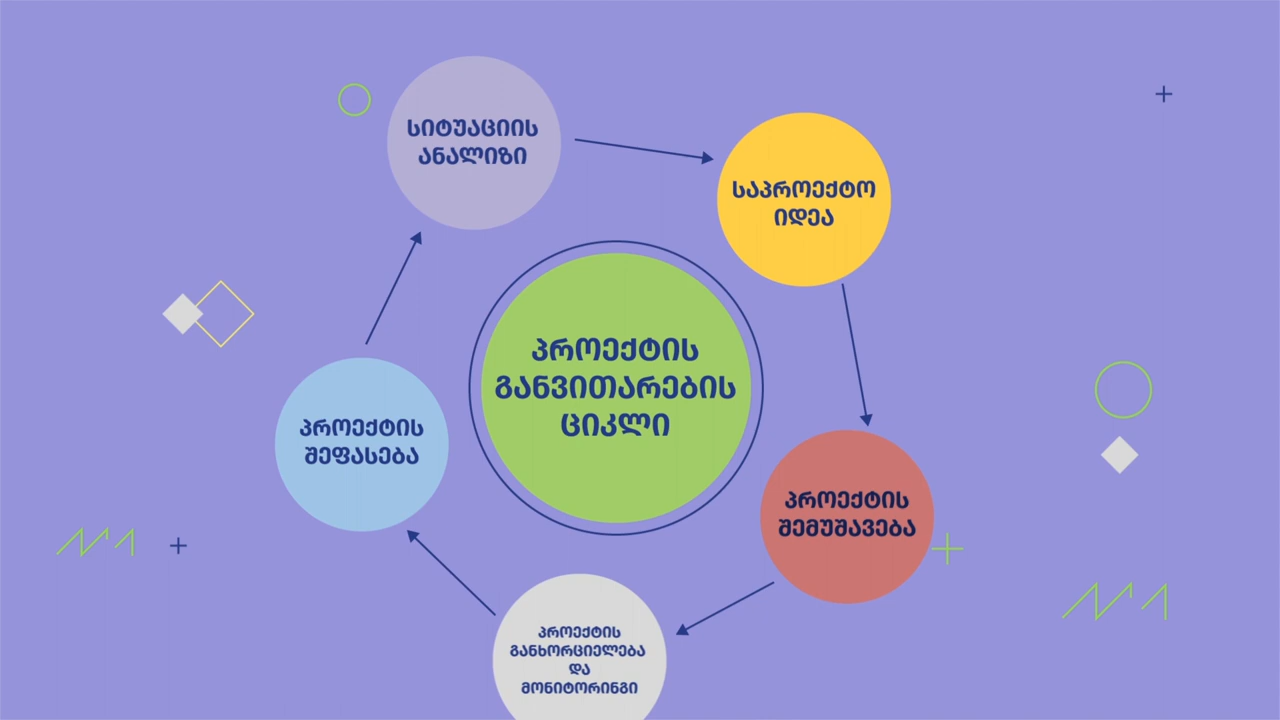 სიტუაციის
ანალიზი
საპროექტო
იდეა
პროექტის
განვითარების
ციკლი
პროექტის
შეფასება
პროექტის
შემუშავება
პროექტის
განხორციელება
და
მონიტორინგი